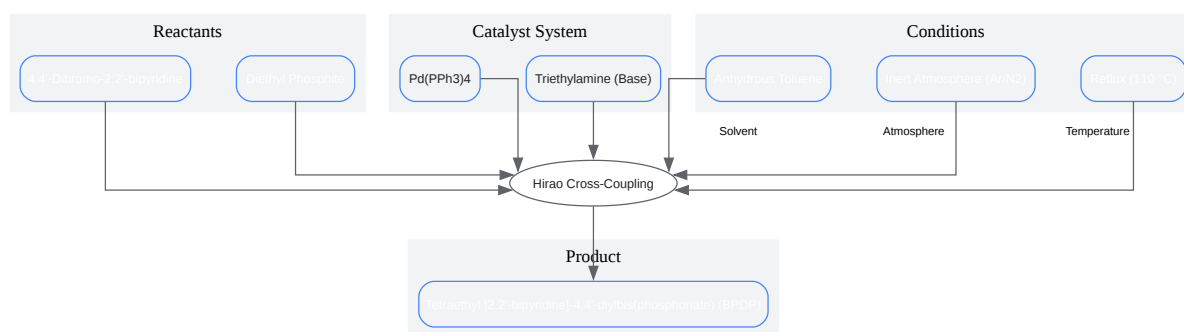 Reactants
Catalyst System
Conditions
4,4'-Dibromo-2,2'-bipyridine
Diethyl Phosphite
Pd(PPh3)4
Triethylamine (Base)
Anhydrous Toluene
Inert Atmosphere (Ar/N2)
Reflux (110 °C)
Solvent
Atmosphere
Temperature
Hirao Cross-Coupling
Product
Tetraethyl [2,2'-bipyridine]-4,4'-diylbis(phosphonate) (BPDP)